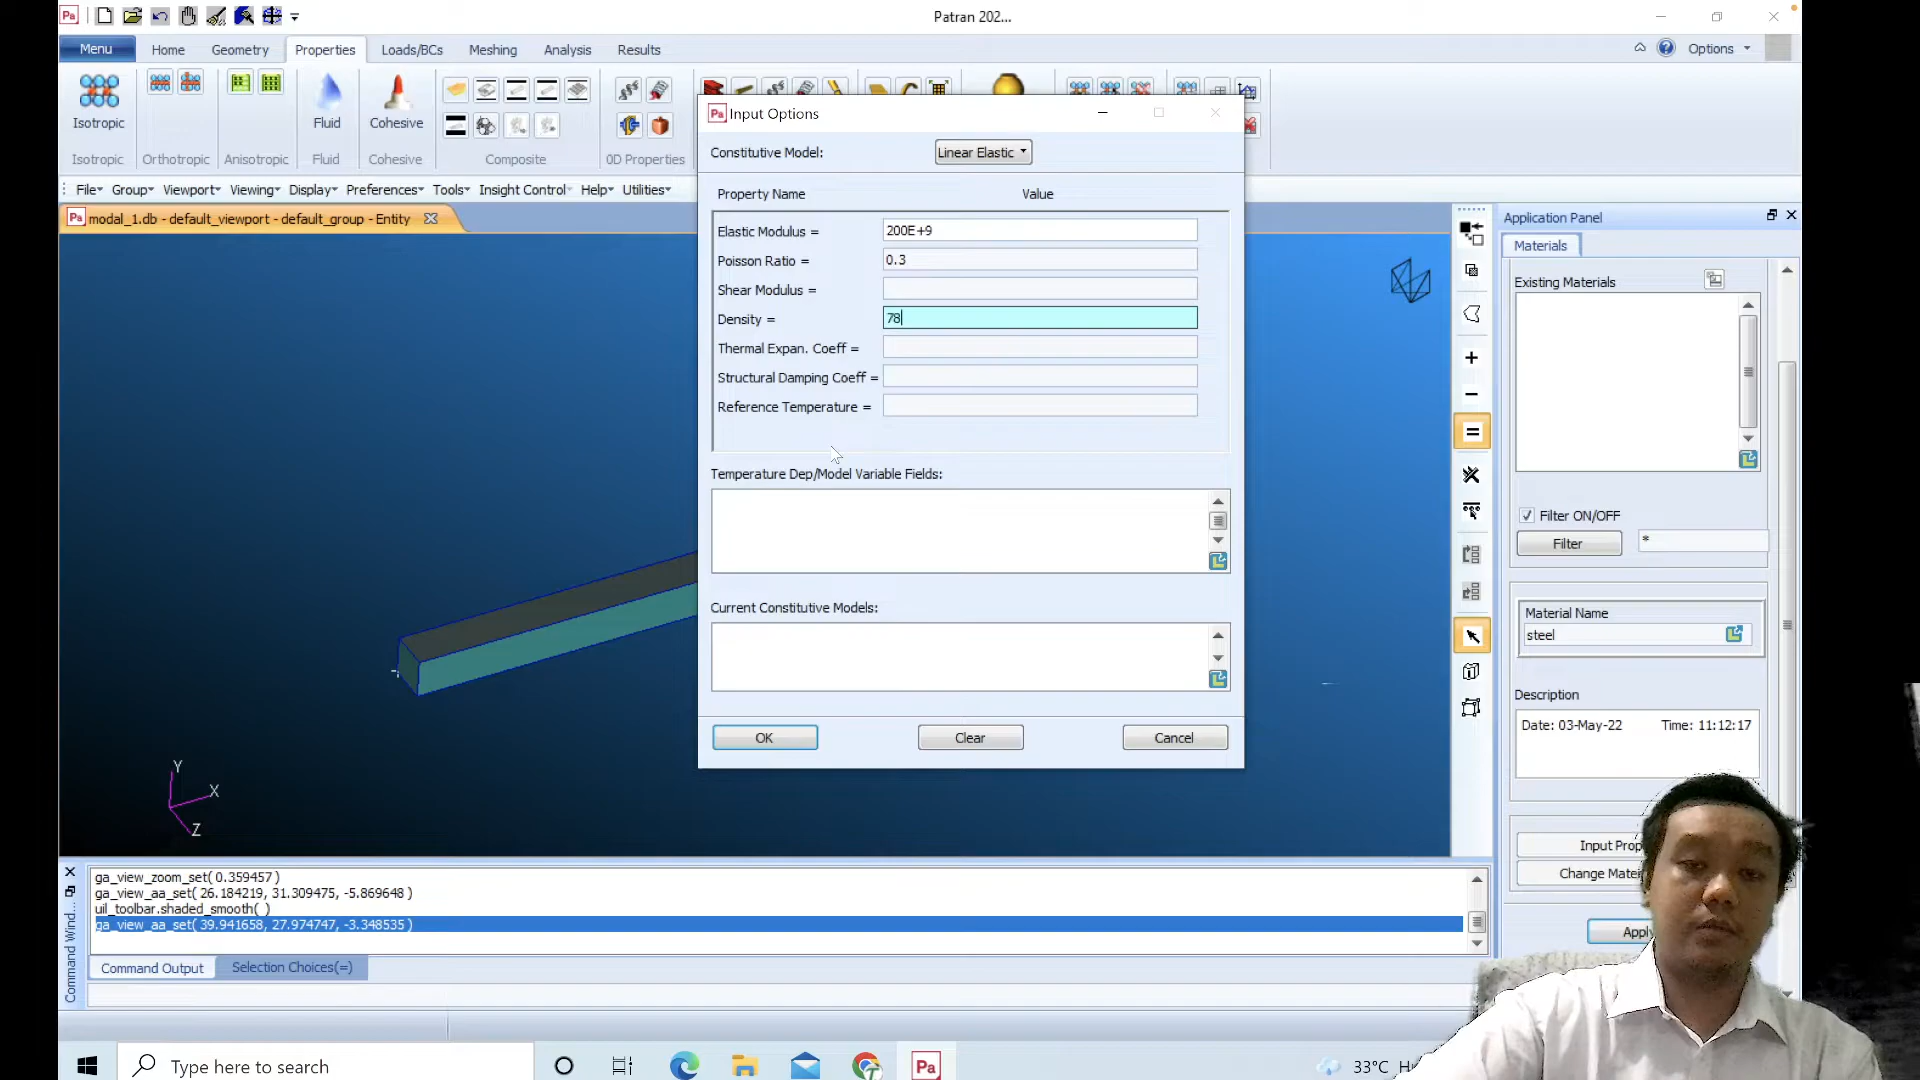 Pa
Patran 202...
Menu
Home
Geometry
Properties
Loads/BCs
Meshing
Analysis
Results
Options
Isotropic
Fluid
Cohesive
Isotropic
Orthotropic
Anisotropic
Fluid
Cohesive
Composite
0D Properties
File
Group
Viewport
Viewing
Display
Preferences
Tools
Insight Control
Help
Utilities
Pa modal_1.db - default_viewport - default_group - Entity
Pa Input Options
Constitutive Model:
Linear Elastic
Property Name
Value
Elastic Modulus =
200E+9
Poisson Ratio =
0.3
Shear Modulus =
Density =
78
Thermal Expan. Coeff =
Structural Damping Coeff =
Reference Temperature =
Temperature Dep/Model Variable Fields:
Current Constitutive Models:
OK
Clear
Cancel
Application Panel
Materials
Existing Materials
Filter ON/OFF
Filter
*
Material Name
steel
Description
Date: 03-May-22
Time: 11:12:17
Input Prop
Change Mater
Apply
Y
X
Z
ga_view_zoom_set( 0.359457 )
ga_view_aa_set( 26.184219, 31.309475, -5.869648 )
uil_toolbar.shaded_smooth( )
ga_view_aa_set( 39.941658, 27.974747, -3.348535 )
Command Wind...
Command Output
Selection Choices(=)
Type here to search
Pa
33°C